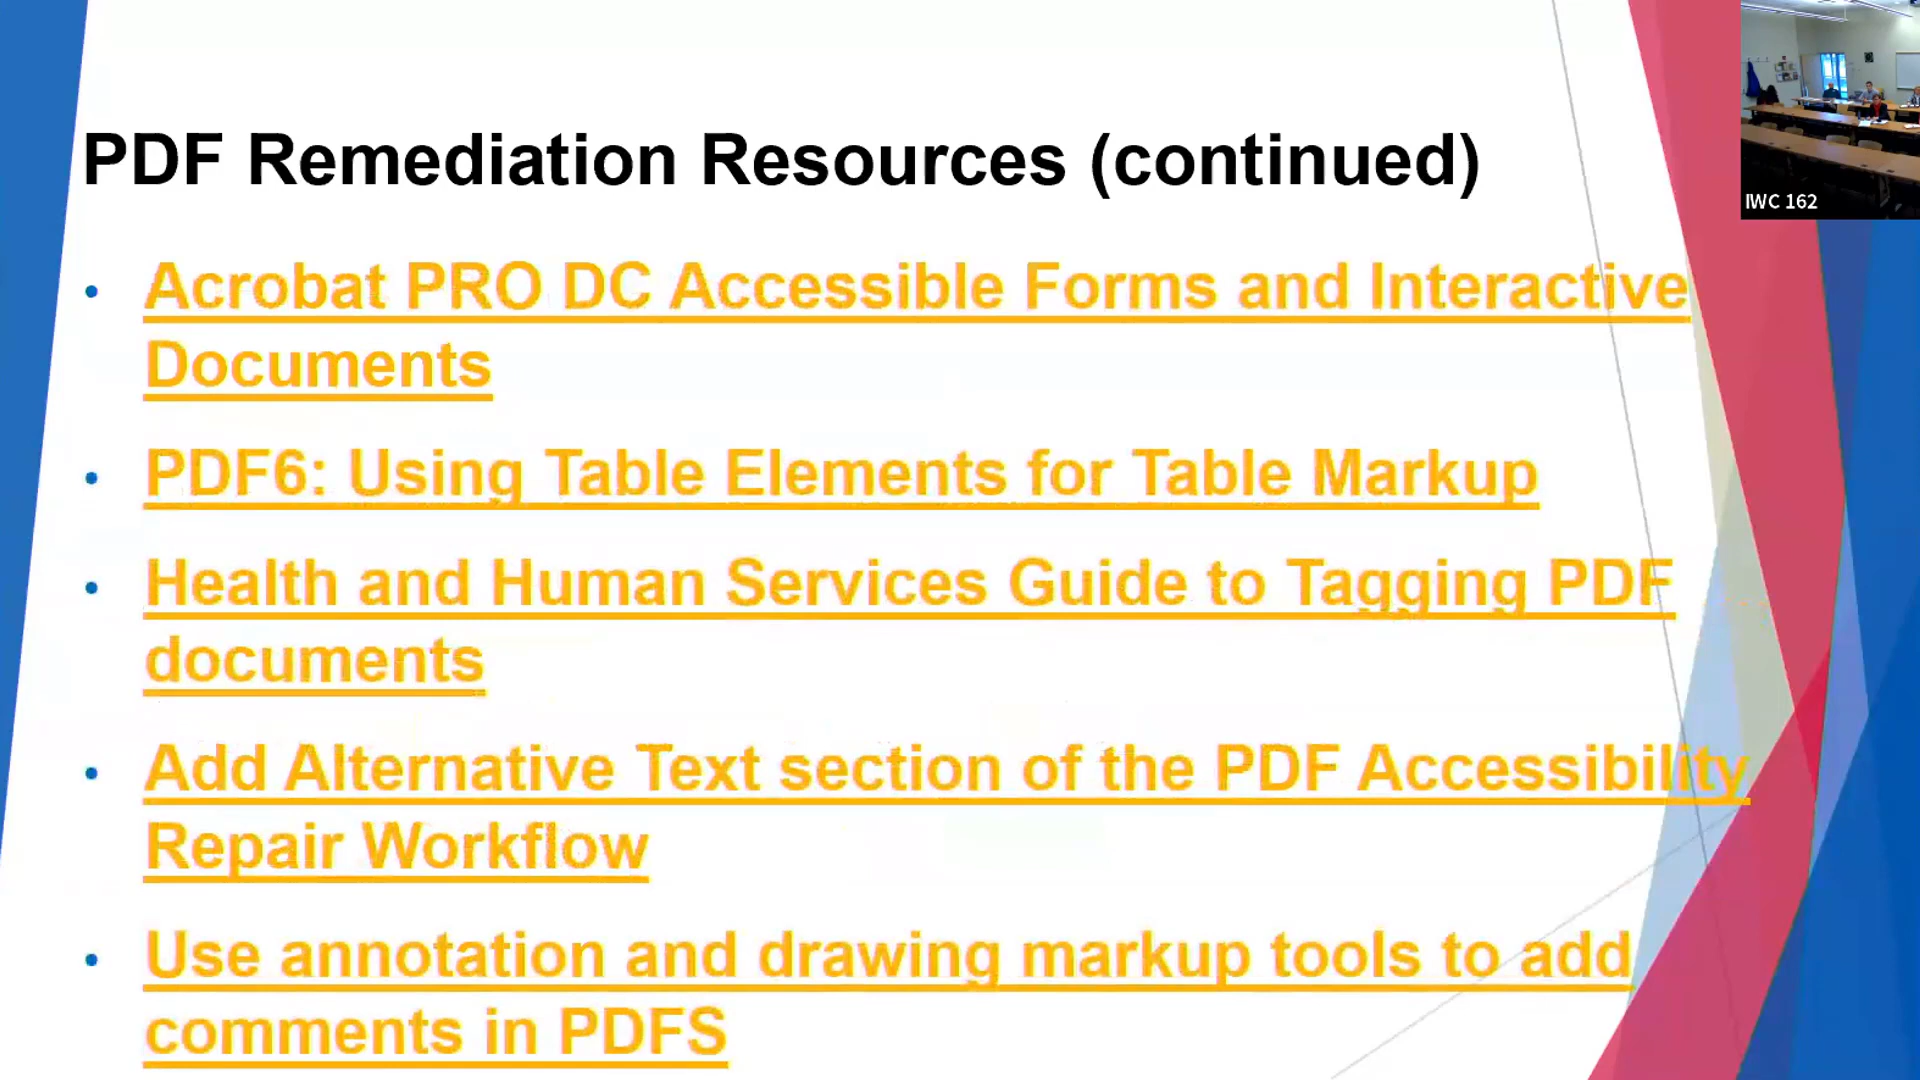 PDF Remediation Resources (continued)
IWC 162
• Acrobat PRO DC Accessible Forms and Interactive
Documents
• PDF6: Using Table Elements for Table Markup
• Health and Human Services Guide to Tagging PDF
documents
• Add Alternative Text section of the PDF Accessibility
Repair Workflow
• Use annotation and drawing markup tools to add
comments in PDFS